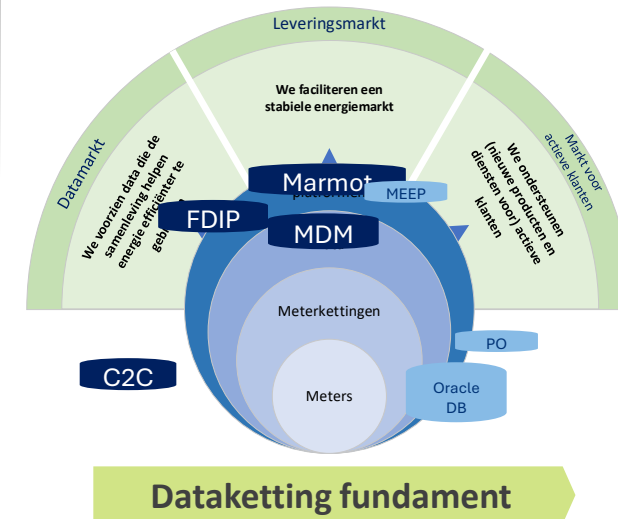 Leveringsmarkt
We faciliteren een
stabiele energiemarkt
Datamarkt
We voorzien data die de
samenleving helpen
energie efficiënter te
Markt voor
actieve klanten
We ondersteunen
(nieuwe producten en
diensten voor) actieve
klanten
Marmot
MEEP
FDIP
MDM
Meterkettingen
PO
C2C
Oracle
DB
Meters
Dataketting fundament